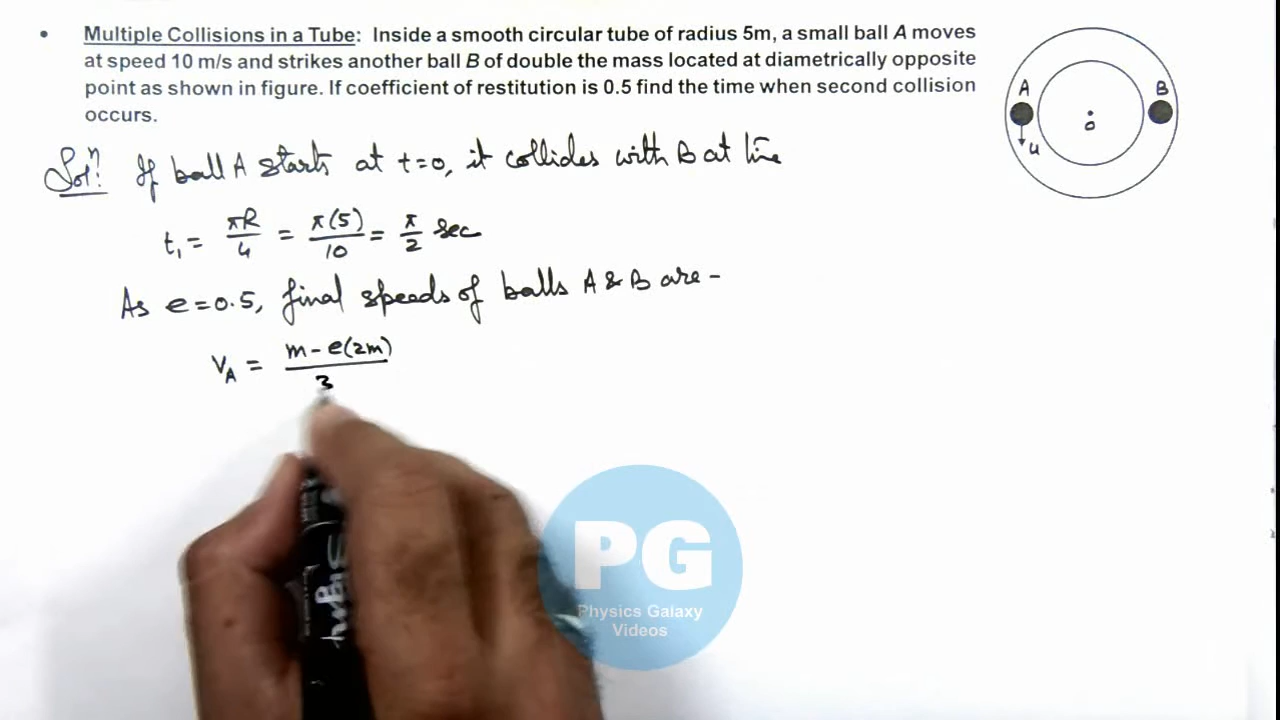 • Multiple Collisions in a Tube: Inside a smooth circular tube of radius 5m, a small ball A moves
at speed 10 m/s and strikes another ball B of double the mass located at diametrically opposite
point as shown in figure. If coefficient of restitution is 0.5 find the time when second collision
occurs.
A
B
O
u
Solⁿ: If ball A starts at t=0, it collides with B at time
t₁ = πR/u = π(5)/10 = π/2 sec
As e=0.5, final speeds of balls A & B are -
V_A = m - e(2m)/3
PG
Physics Galaxy
Videos